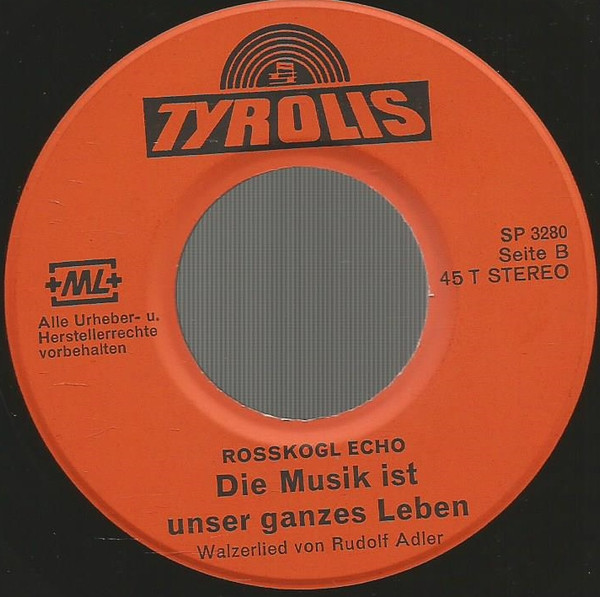 TYROLIS
SP 3280
Seite B
45 T STEREO
ML
Alle Urheber- u.
Herstellerrechte
vorbehalten
ROSSKOGL ECHO
Die Musik ist
unser ganzes Leben
Walzerlied von Rudolf Adler